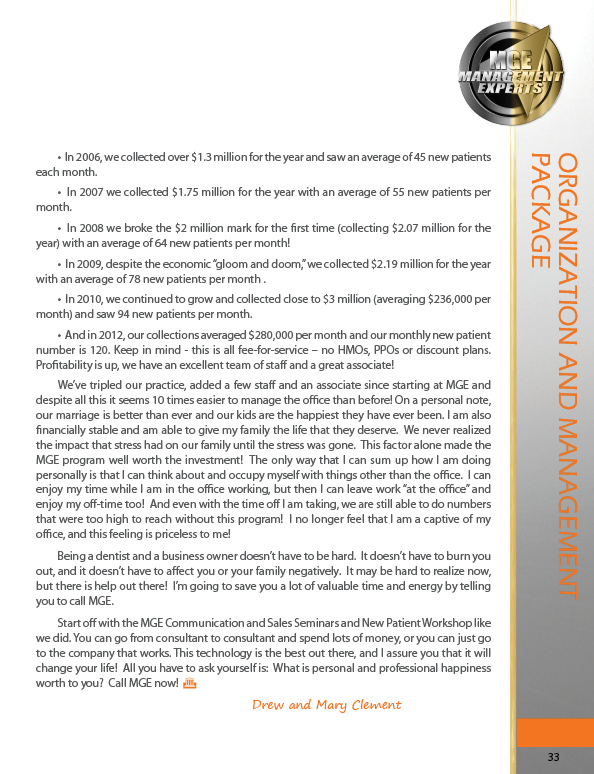 MGE
MANAGEMENT
EXPERTS
• In 2006, we collected over $1.3 million for the year and saw an average of 45 new patients
each month.
• In 2007 we collected $1.75 million for the year with an average of 55 new patients per
month.
• In 2008 we broke the $2 million mark for the first time (collecting $2.07 million for the
year) with an average of 64 new patients per month!
• In 2009, despite the economic “gloom and doom,” we collected $2.19 million for the year
with an average of 78 new patients per month .
• In 2010, we continued to grow and collected close to $3 million (averaging $236,000 per
month) and saw 94 new patients per month.
• And in 2012, our collections averaged $280,000 per month and our monthly new patient
number is 120. Keep in mind - this is all fee-for-service – no HMOs, PPOs or discount plans.
Profitability is up, we have an excellent team of staff and a great associate!
We’ve tripled our practice, added a few staff and an associate since starting at MGE and
despite all this it seems 10 times easier to manage the office than before! On a personal note,
our marriage is better than ever and our kids are the happiest they have ever been. I am also
financially stable and am able to give my family the life that they deserve. We never realized
the impact that stress had on our family until the stress was gone. This factor alone made the
MGE program well worth the investment! The only way that I can sum up how I am doing
personally is that I can think about and occupy myself with things other than the office. I can
enjoy my time while I am in the office working, but then I can leave work “at the office” and
enjoy my off-time too! And even with the time off I am taking, we are still able to do numbers
that were too high to reach without this program! I no longer feel that I am a captive of my
office, and this feeling is priceless to me!
Being a dentist and a business owner doesn’t have to be hard. It doesn’t have to burn you
out, and it doesn’t have to affect you or your family negatively. It may be hard to realize now,
but there is help out there! I’m going to save you a lot of valuable time and energy by telling
you to call MGE.
Start off with the MGE Communication and Sales Seminars and New Patient Workshop like
we did. You can go from consultant to consultant and spend lots of money, or you can just go
to the company that works. This technology is the best out there, and I assure you that it will
change your life! All you have to ask yourself is: What is personal and professional happiness
worth to you? Call MGE now!
Drew and Mary Clement
ORGANIZATION AND MANAGEMENT
PACKAGE
33